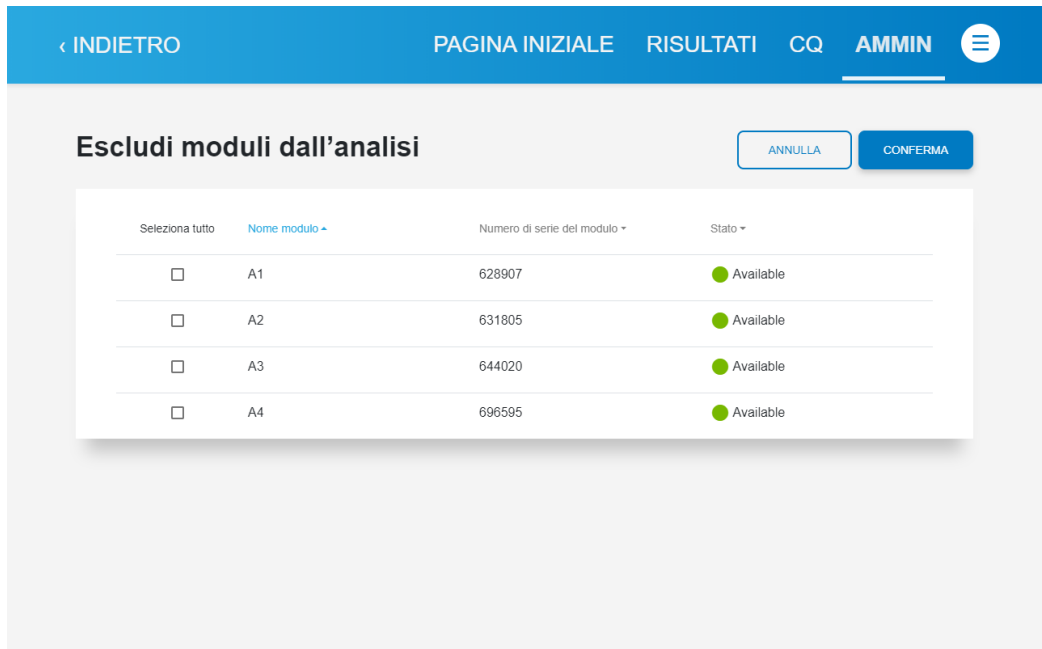 ‹ INDIETRO PAGINA INIZIALE RISULTATI CQ AMMIN
Escludi moduli dall’analisi ANNULLA CONFERMA
Seleziona tutto Nome modulo Numero di serie del modulo Stato
A1 628907 Available
A2 631805 Available
A3 644020 Available
A4 696595 Available